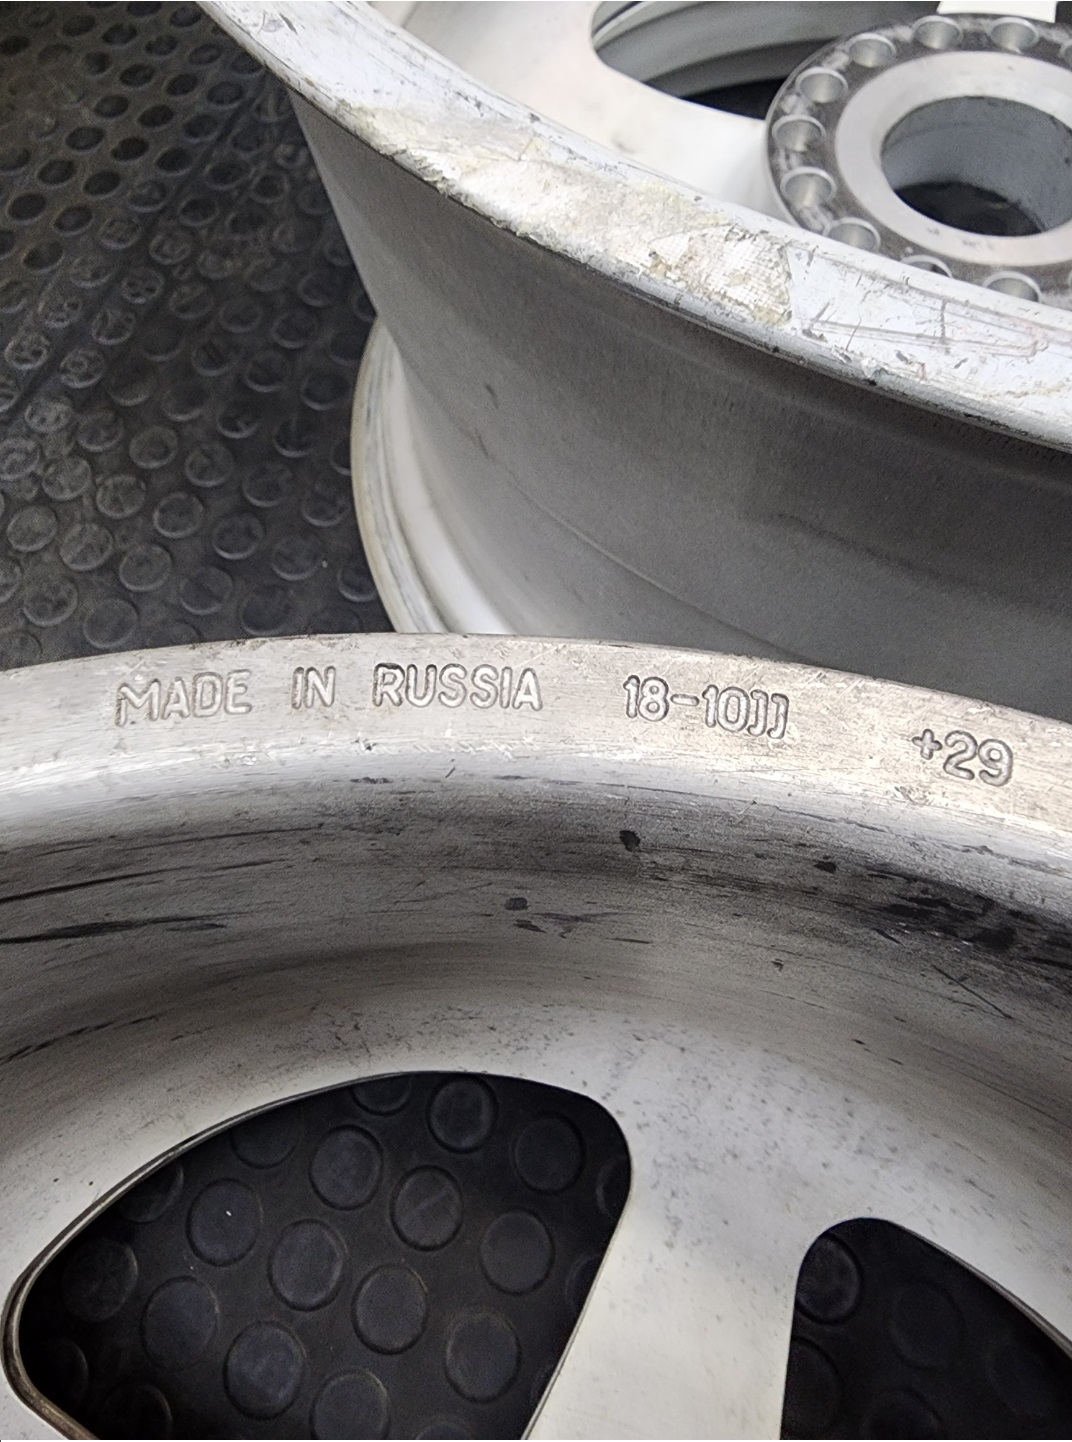 MADE IN RUSSIA 18-10JJ +29